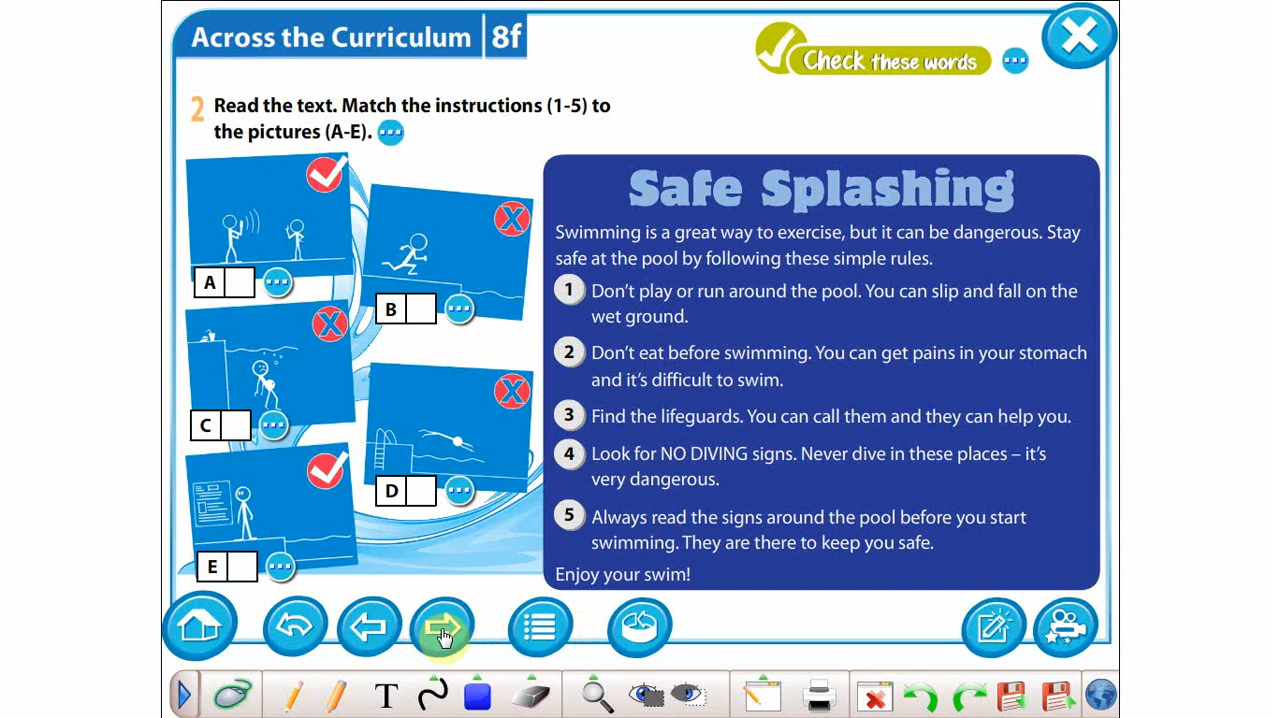 Across the Curriculum 8f
Check these words
2 Read the text. Match the instructions (1-5) to
the pictures (A-E).
A
B
C
D
E
Safe Splashing
Swimming is a great way to exercise, but it can be dangerous. Stay
safe at the pool by following these simple rules.
1 Don't play or run around the pool. You can slip and fall on the
wet ground.
2 Don't eat before swimming. You can get pains in your stomach
and it's difficult to swim.
3 Find the lifeguards. You can call them and they can help you.
4 Look for NO DIVING signs. Never dive in these places – it's
very dangerous.
5 Always read the signs around the pool before you start
swimming. They are there to keep you safe.
Enjoy your swim!
T